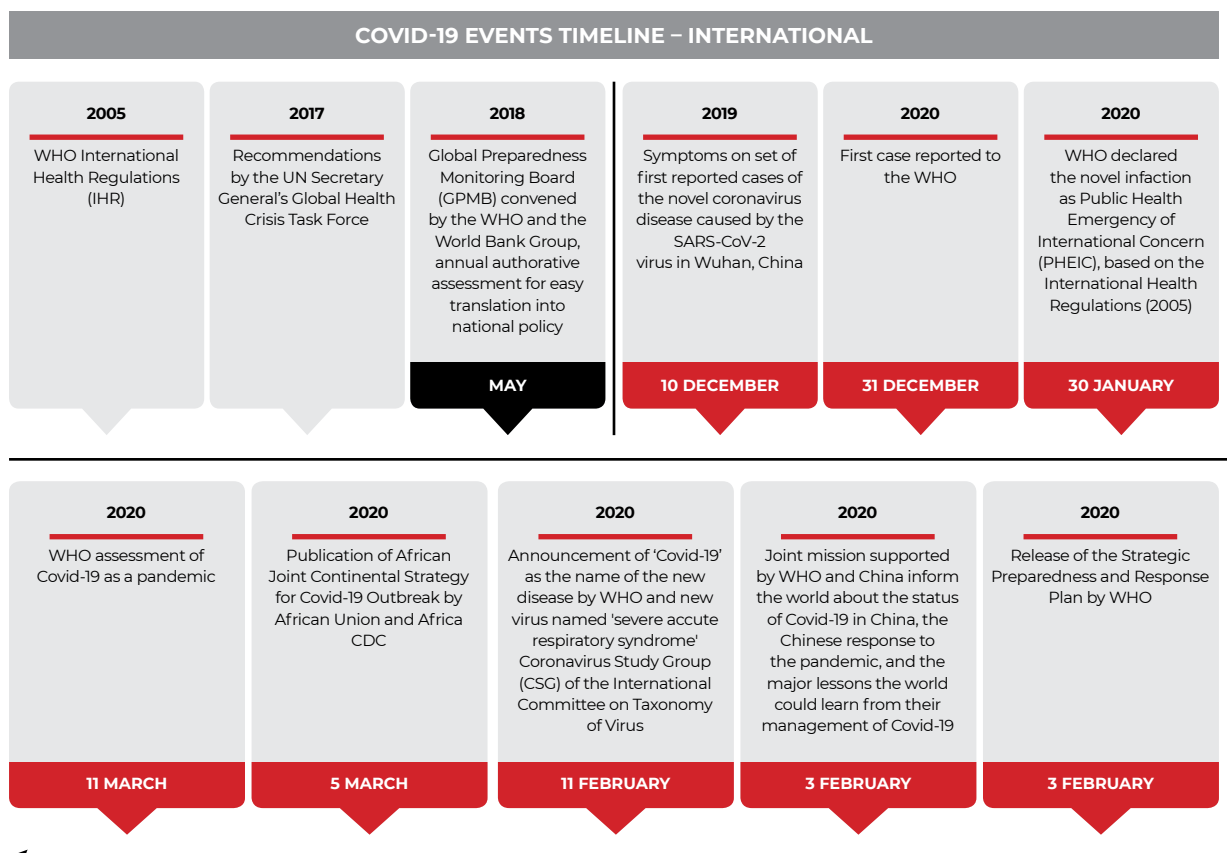 COVID-19 EVENTS TIMELINE – INTERNATIONAL
2005
WHO International
Health Regulations
(IHR)
2017
Recommendations
by the UN Secretary
General's Global Health
Crisis Task Force
2018
Global Preparedness
Monitoring Board
(GPMB) convened
by the WHO and the
World Bank Group,
annual authorative
assessment for easy
translation into
national policy
MAY
2019
Symptoms on set of
first reported cases of
the novel coronavirus
disease caused by the
SARS-CoV-2
virus in Wuhan, China
10 DECEMBER
2020
First case reported to
the WHO
31 DECEMBER
2020
WHO declared
the novel infaction
as Public Health
Emergency of
International Concern
(PHEIC), based on the
International Health
Regulations (2005)
30 JANUARY
2020
WHO assessment of
Covid-19 as a pandemic
11 MARCH
2020
Publication of African
Joint Continental Strategy
for Covid-19 Outbreak by
African Union and Africa
CDC
5 MARCH
2020
Announcement of ‘Covid-19’
as the name of the new
disease by WHO and new
virus named 'severe accute
respiratory syndrome'
Coronavirus Study Group
(CSG) of the International
Committee on Taxonomy
of Virus
11 FEBRUARY
2020
Joint mission supported
by WHO and China inform
the world about the status
of Covid-19 in China, the
Chinese response to
the pandemic, and the
major lessons the world
could learn from their
management of Covid-19
3 FEBRUARY
2020
Release of the Strategic
Preparedness and Response
Plan by WHO
3 FEBRUARY